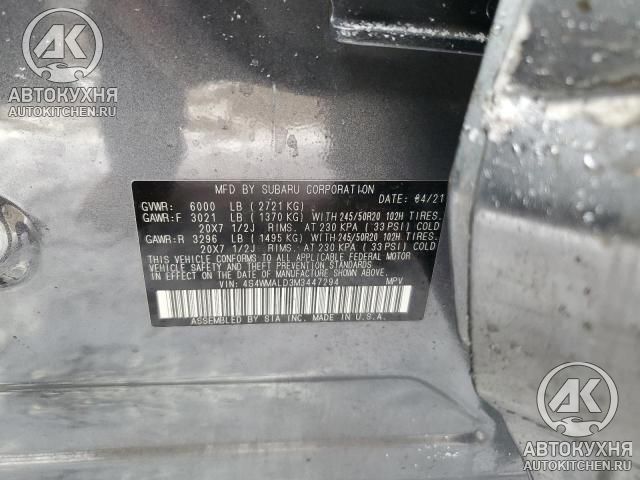 AK
АВТОКУХНЯ
AUTOKITCHEN.RU
MFD BY SUBARU CORPORATION
GVWR: 6000 LB (2721 KG) DATE: 04/21
GAWR:F 3021 LB (1370 KG) WITH 245/50R20 102H TIRES.
20X7 1/2J RIMS. AT 230 KPA (33 PSI) COLD
GAWR:R 3296 LB (1495 KG) WITH 245/50R20 102H TIRES.
20X7 1/2J RIMS. AT 230 KPA (33 PSI) COLD
THIS VEHICLE CONFORMS TO ALL APPLICABLE FEDERAL MOTOR
VEHICLE SAFETY AND THEFT PREVENTION STANDARDS IN EFFECT
ON THE DATE OF MANUFACTURE SHOWN ABOVE.
VIN: 4S4WMALD3M3447294 MPV
ASSEMBLED BY SIA INC. MADE IN U.S.A.
AK
АВТОКУХНЯ
AUTOKITCHEN.RU